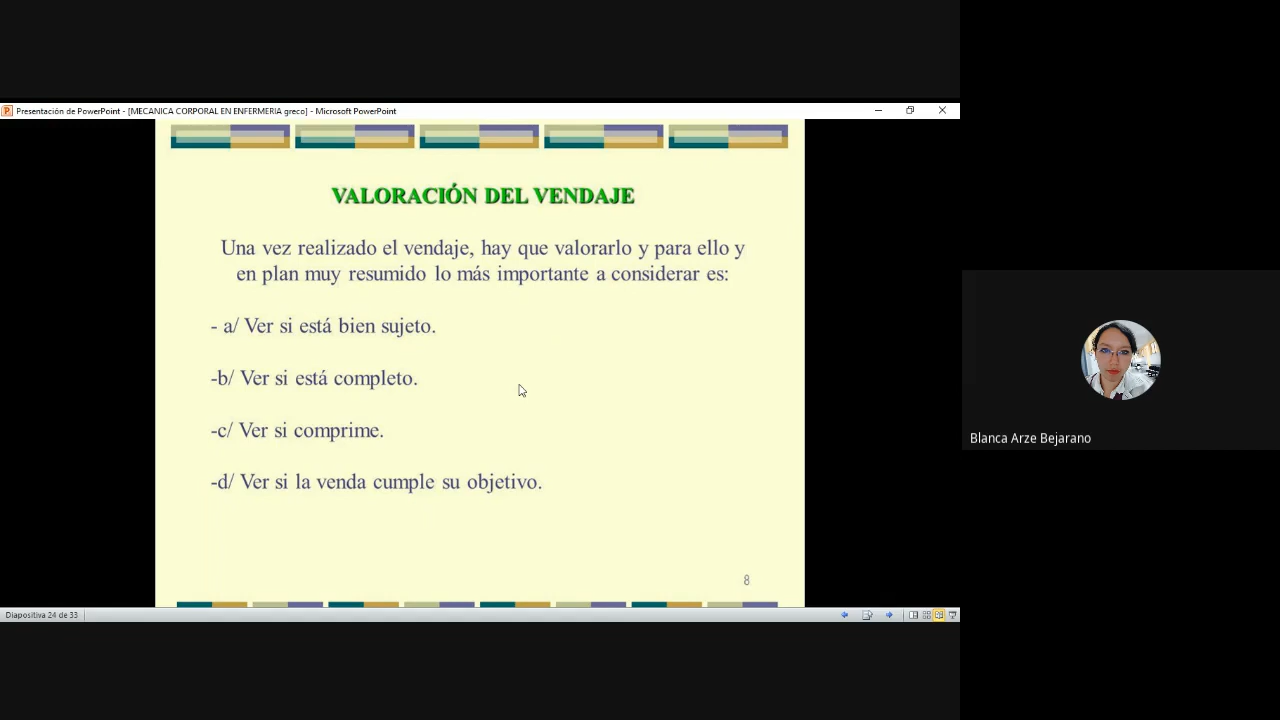 Presentación de PowerPoint - [MECANICA CORPORAL EN ENFERMERIA greco] - Microsoft PowerPoint
VALORACIÓN DEL VENDAJE
Una vez realizado el vendaje, hay que valorarlo y para ello y
en plan muy resumido lo más importante a considerar es:
- a/ Ver si está bien sujeto.
-b/ Ver si está completo.
-c/ Ver si comprime.
-d/ Ver si la venda cumple su objetivo.
8
Diapositiva 24 de 33
Blanca Arze Bejarano